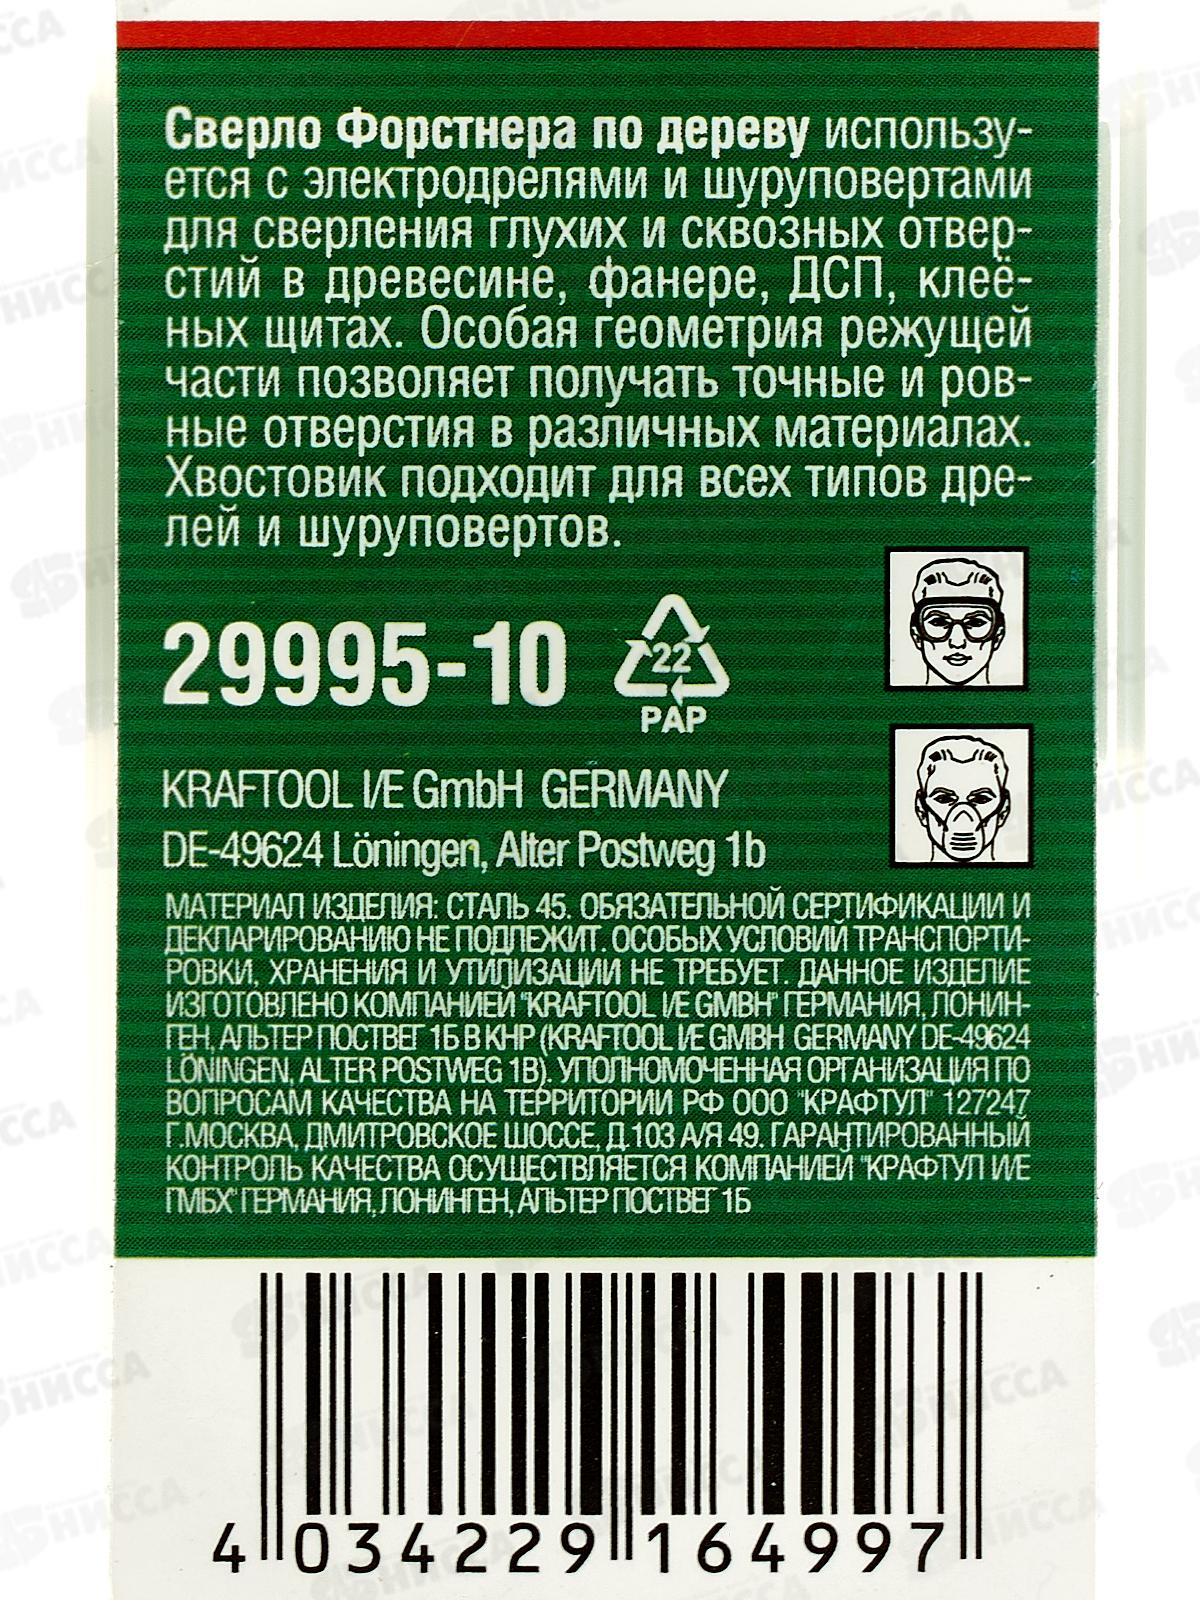 Сверло Форстнера по дереву использу-
ется с электродрелями и шуруповертами
для сверления глухих и сквозных отвер-
стий в древесине, фанере, ДСП, клеё-
ных щитах. Особая геометрия режущей
части позволяет получать точные и ров-
ные отверстия в различных материалах.
Хвостовик подходит для всех типов дре-
лей и шуруповертов.
29995-10
22
PAP
KRAFTOOL I/E GmbH GERMANY
DE-49624 Löningen, Alter Postweg 1b
МАТЕРИАЛ ИЗДЕЛИЯ: СТАЛЬ 45. ОБЯЗАТЕЛЬНОЙ СЕРТИФИКАЦИИ И
ДЕКЛАРИРОВАНИЮ НЕ ПОДЛЕЖИТ. ОСОБЫХ УСЛОВИЙ ТРАНСПОРТИ-
РОВКИ, ХРАНЕНИЯ И УТИЛИЗАЦИИ НЕ ТРЕБУЕТ. ДАННОЕ ИЗДЕЛИЕ
ИЗГОТОВЛЕНО КОМПАНИЕЙ "KRAFTOOL I/E GMBH" ГЕРМАНИЯ, ЛОНИН-
ГЕН, АЛЬТЕР ПОСТВЕГ 1Б В КНР (KRAFTOOL I/E GMBH GERMANY DE-49624
LÖNINGEN, ALTER POSTWEG 1B). УПОЛНОМОЧЕННАЯ ОРГАНИЗАЦИЯ ПО
ВОПРОСАМ КАЧЕСТВА НА ТЕРРИТОРИИ РФ ООО "КРАФТУЛ" 127247
Г.МОСКВА, ДМИТРОВСКОЕ ШОССЕ, Д.103 А/Я 49. ГАРАНТИРОВАННЫЙ
КОНТРОЛЬ КАЧЕСТВА ОСУЩЕСТВЛЯЕТСЯ КОМПАНИЕЙ "КРАФТУЛ И/Е
ГМБХ" ГЕРМАНИЯ, ЛОНИНГЕН, АЛЬТЕР ПОСТВЕГ 1Б
4 034229 164997